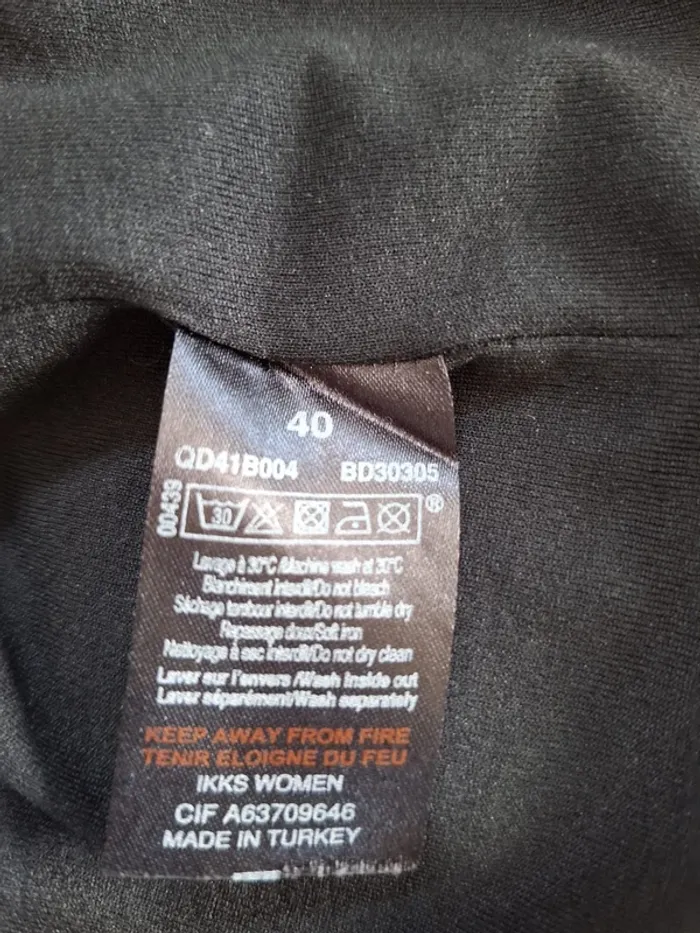 40
QD41B004 BD30305
00439
30 ®
Lavage à 30°C /Machine wash at 30°C
Blanchiment interdit/Do not bleach
Séchage tambour interdit/Do not tumble dry
Repassage doux/Soft iron
Nettoyage à sec interdit/Do not dry clean
Laver sur l'envers /Wash inside out
Laver séparément/Wash separately
KEEP AWAY FROM FIRE
TENIR ELOIGNE DU FEU
IKKS WOMEN
CIF A63709646
MADE IN TURKEY